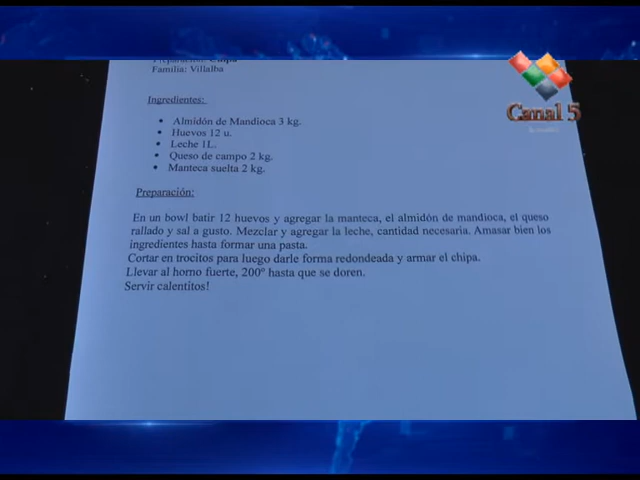 Preparación: Chipa
Familia: Villalba
Ingredientes:
• Almidón de Mandioca 3 kg.
• Huevos 12 u.
• Leche 1L.
• Queso de campo 2 kg.
• Manteca suelta 2 kg.
Preparación:
En un bowl batir 12 huevos y agregar la manteca, el almidón de mandioca, el queso
rallado y sal a gusto. Mezclar y agregar la leche, cantidad necesaria. Amasar bien los
ingredientes hasta formar una pasta.
Cortar en trocitos para luego darle forma redondeada y armar el chipa.
Llevar al horno fuerte, 200º hasta que se doren.
Servir calentitos!
Canal 5